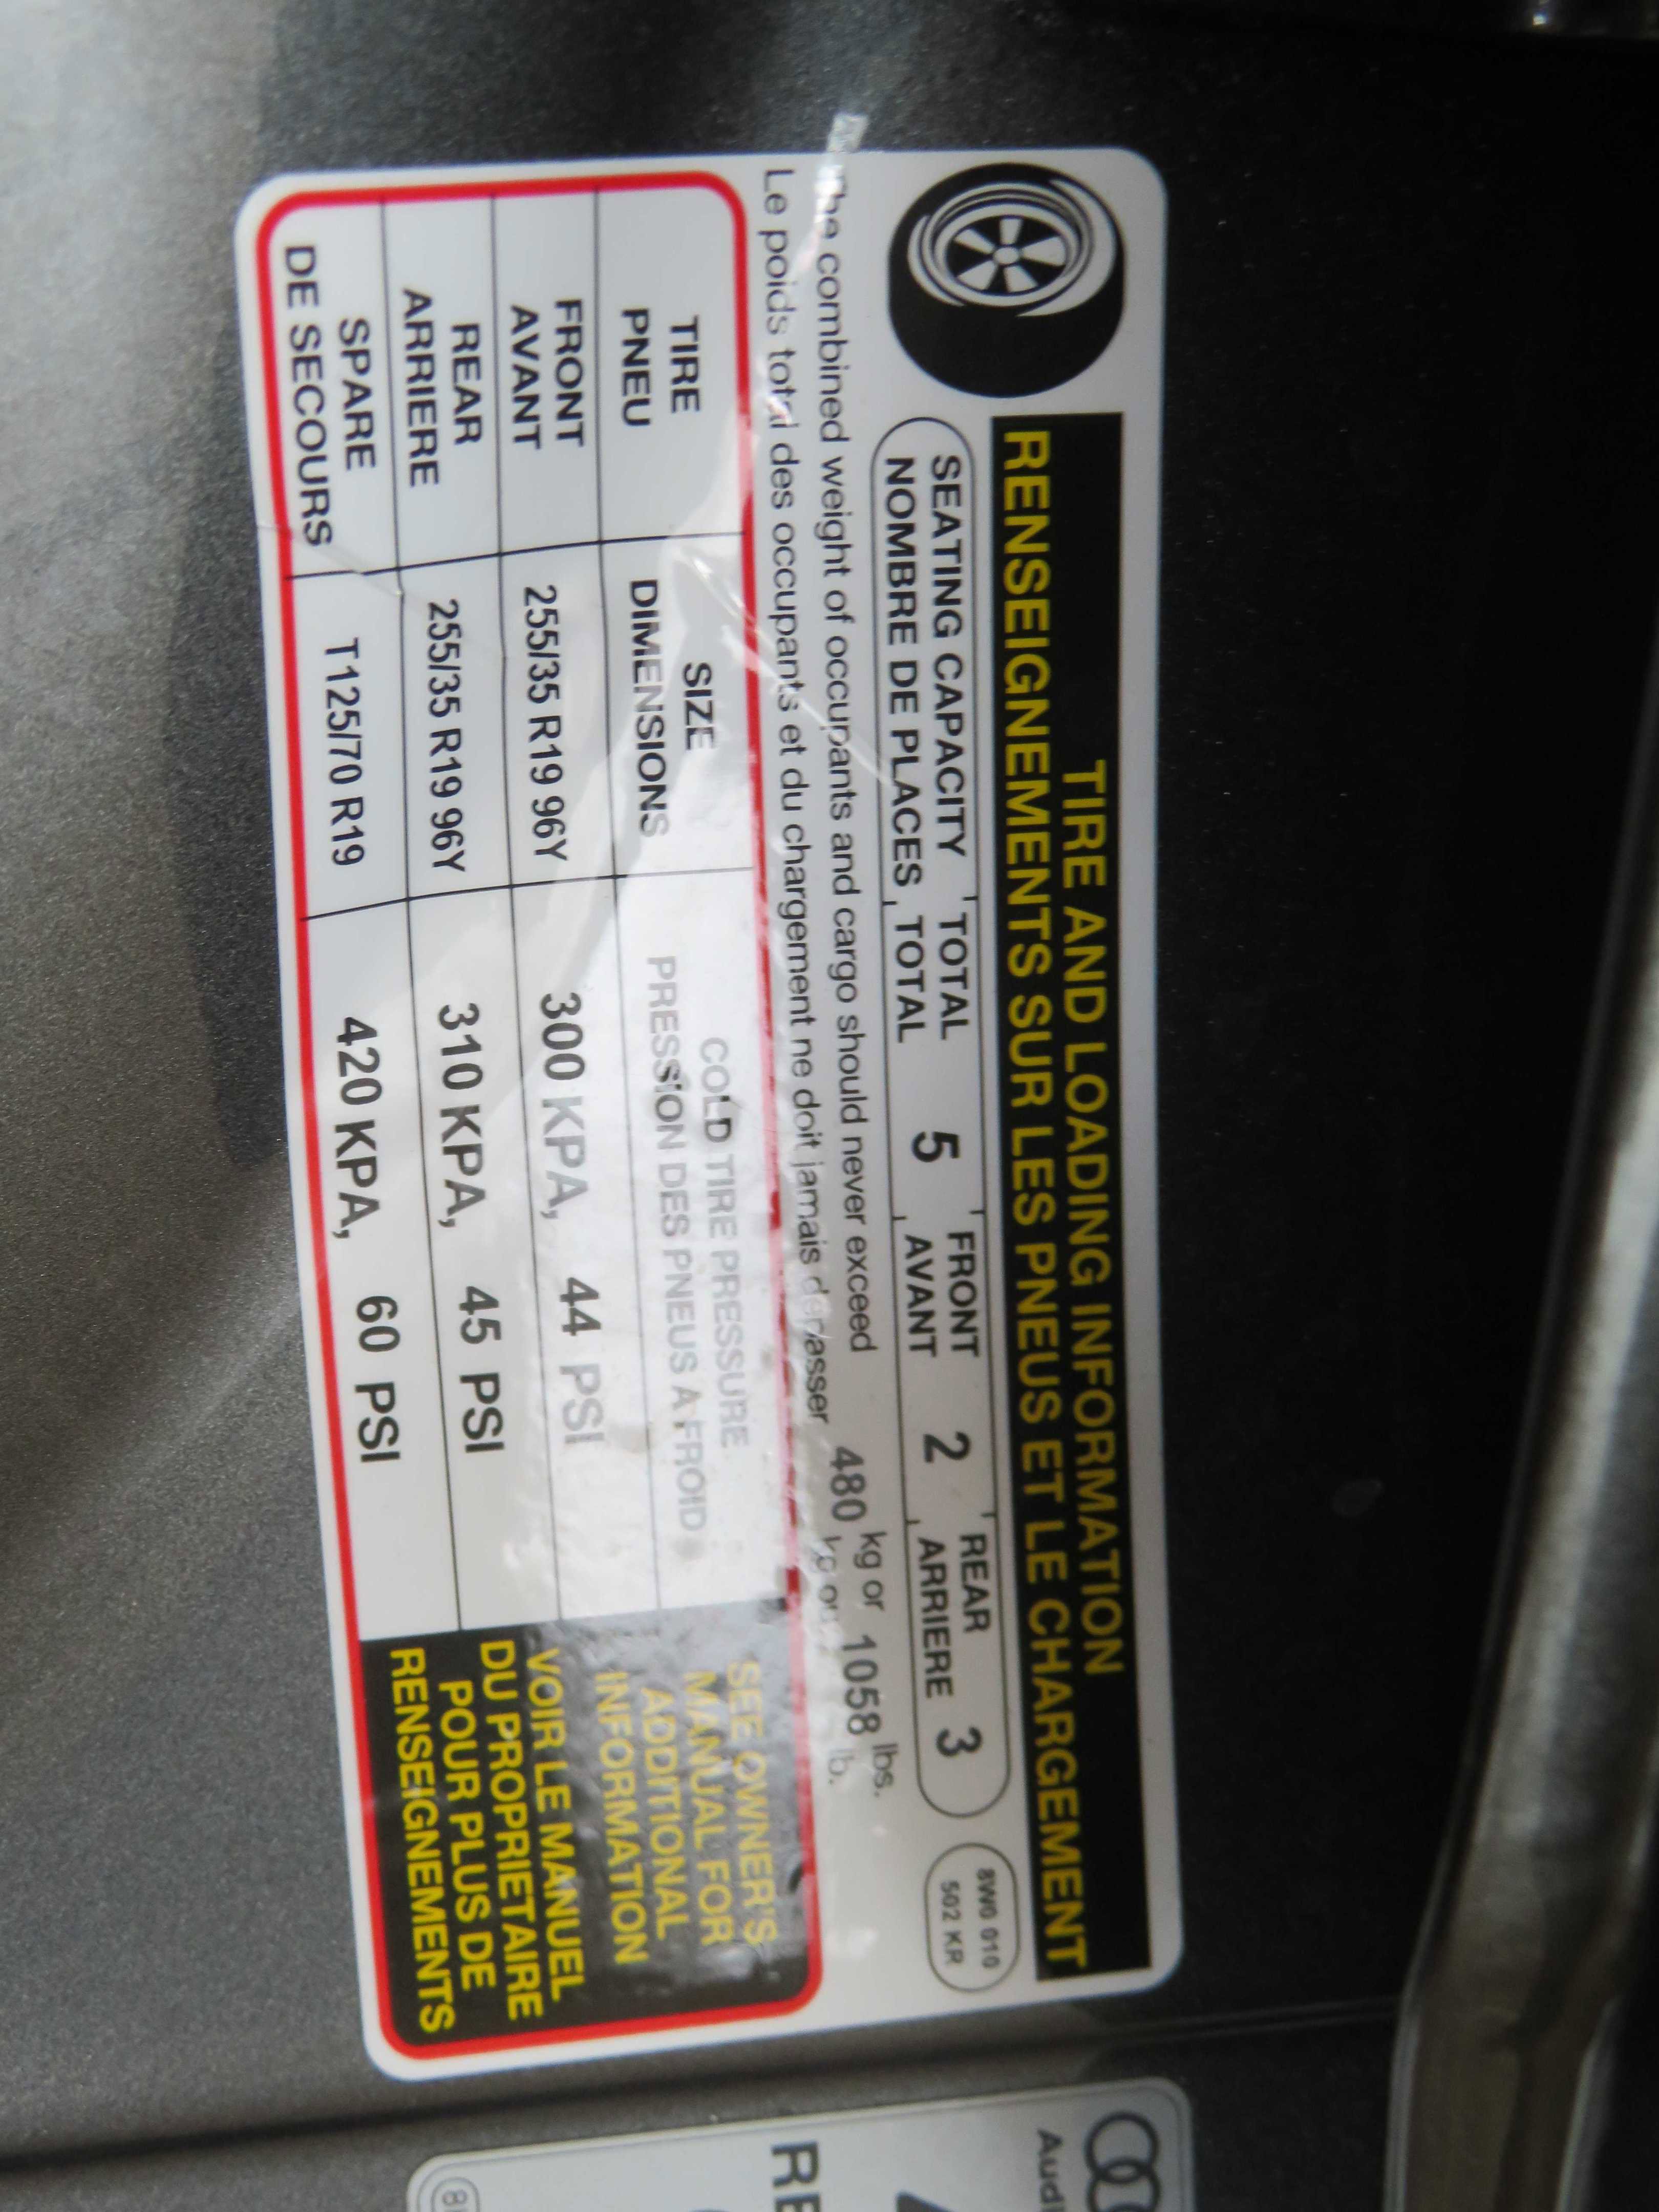 TIRE AND LOADING INFORMATION
RENSEIGNEMENTS SUR LES PNEUS ET LE CHARGEMENT
SEATING CAPACITY TOTAL 5 FRONT 2 REAR 3
NOMBRE DE PLACES TOTAL AVANT ARRIERE
8W0 010
502 KR
The combined weight of occupants and cargo should never exceed 480 kg or 1058 lbs.
Le poids total des occupants et du chargement ne doit jamais depasser kg ou lb.
TIRE SIZE COLD TIRE PRESSURE
PNEU DIMENSIONS PRESSION DES PNEUS A FROID
FRONT 255/35 R19 96Y 300 KPA, 44 PSI
AVANT
REAR 255/35 R19 96Y 310 KPA, 45 PSI
ARRIERE
SPARE T125/70 R19 420 KPA, 60 PSI
DE SECOURS
SEE OWNER'S
MANUAL FOR
ADDITIONAL
INFORMATION
VOIR LE MANUEL
DU PROPRIETAIRE
POUR PLUS DE
RENSEIGNEMENTS
Audi